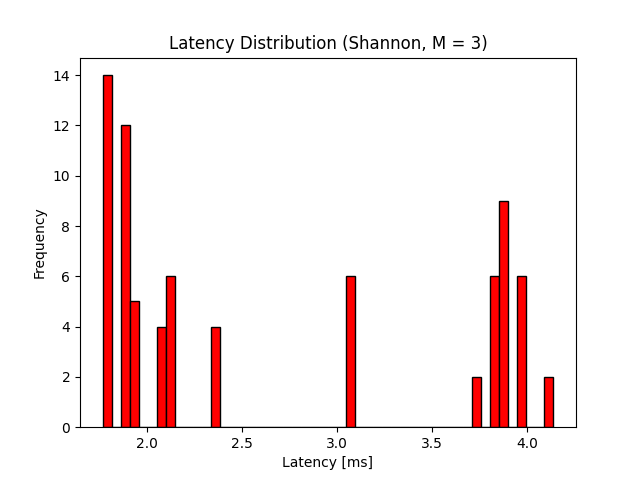 Latency Distribution (Shannon, M = 3)
14
12
10
8
6
4
2
0
Frequency
2.0 2.5 3.0 3.5 4.0
Latency [ms]